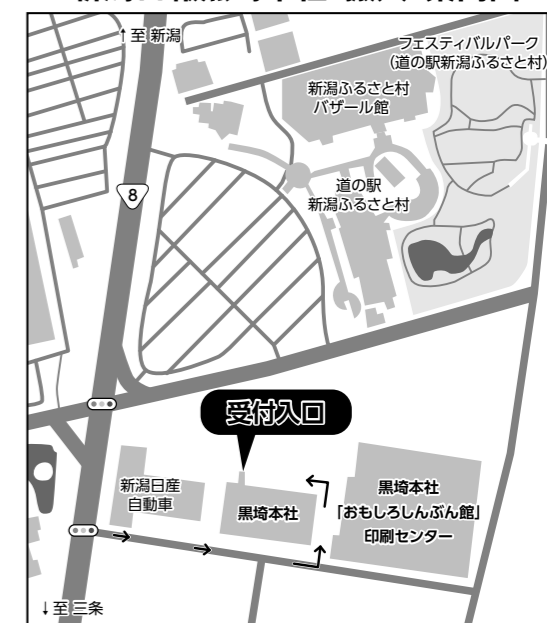 ↑至 新潟
フェスティバルパーク
(道の駅新潟ふるさと村)
新潟ふるさと村
バザール館
道の駅
新潟ふるさと村
8
受付入口
新潟日産
自動車
黒埼本社
黒埼本社
「おもしろしんぶん館」
印刷センター
↓至 三条